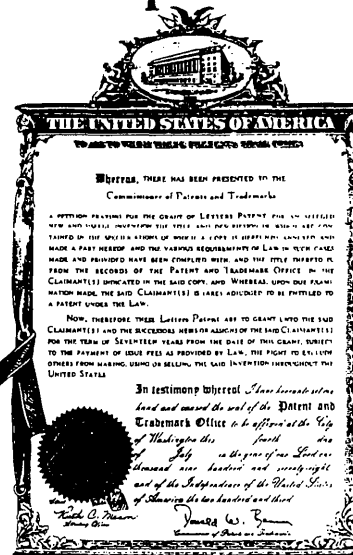 THE UNITED STATES OF AMERICA
TO ALL TO WHOM THESE PRESENTS SHALL COME:
Whereas, THERE HAS BEEN PRESENTED TO THE
Commissioner of Patents and Trademarks
A PETITION PRAYING FOR THE GRANT OF LETTERS PATENT FOR AN ALLEGED
NEW AND USEFUL INVENTION THE TITLE AND DESCRIPTION OF WHICH ARE CON-
TAINED IN THE SPECIFICATIONS OF WHICH A COPY IS HEREUNTO ANNEXED AND
MADE A PART HEREOF, AND THE VARIOUS REQUIREMENTS OF LAW IN SUCH CASES
MADE AND PROVIDED HAVE BEEN COMPLIED WITH, AND THE TITLE THERETO IS,
FROM THE RECORDS OF THE PATENT AND TRADEMARK OFFICE IN THE
CLAIMANT(S) INDICATED IN THE SAID COPY, AND WHEREAS, UPON DUE EXAMI-
NATION MADE, THE SAID CLAIMANT(S) IS (ARE) ADJUDGED TO BE ENTITLED TO
A PATENT UNDER THE LAW.
NOW, THEREFORE, THESE Letters Patent ARE TO GRANT UNTO THE SAID
CLAIMANT(S) AND THE SUCCESSORS, HEIRS OR ASSIGNS OF THE SAID CLAIMANT(S)
FOR THE TERM OF SEVENTEEN YEARS FROM THE DATE OF THIS GRANT, SUBJECT
TO THE PAYMENT OF ISSUE FEES AS PROVIDED BY LAW, THE RIGHT TO EXCLUDE
OTHERS FROM MAKING, USING OR SELLING THE SAID INVENTION THROUGHOUT THE
UNITED STATES
In testimony whereof I have hereunto set my
hand and caused the seal of the Patent and
Trademark Office to be affixed at the City
of Washington this fourth day
of July in the year of our Lord one
thousand nine hundred and seventy-eight
and of the Independence of the United States
of America the two hundred and third.
Ruth C. Mason
Donald W.